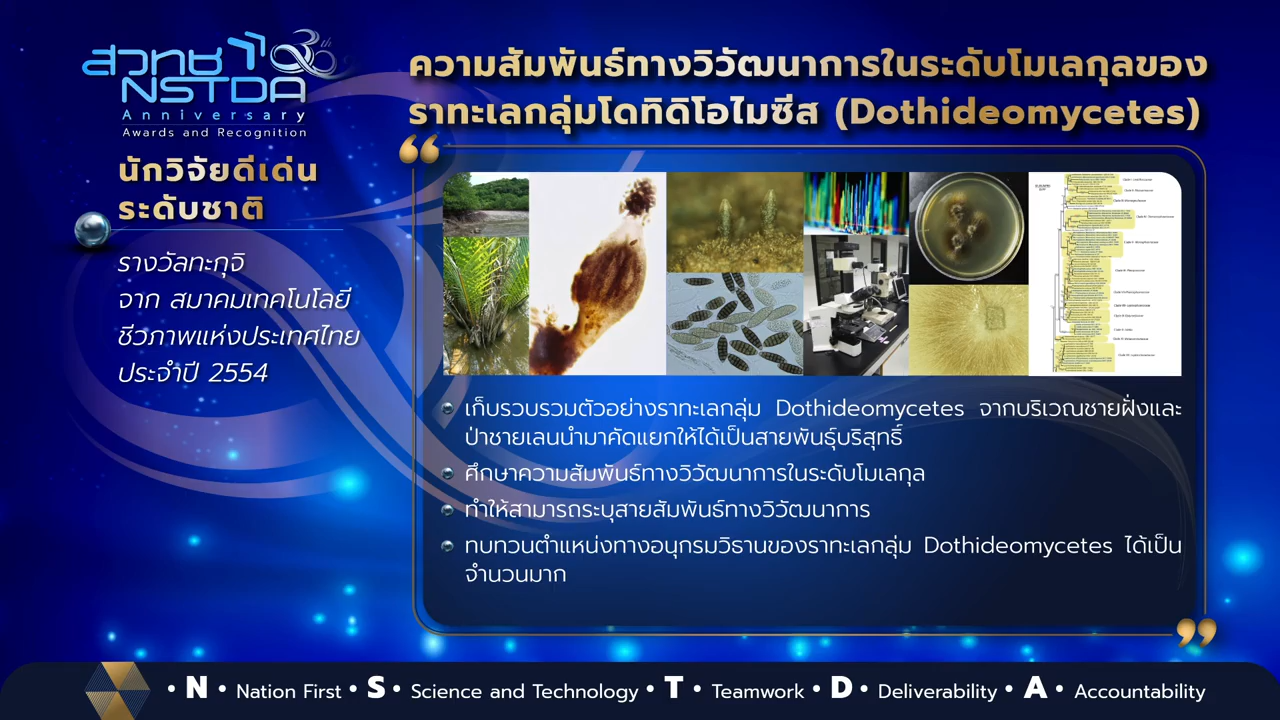 สวทช
30th
NSTDA
Anniversary
Awards and Recognition
นักวิจัยดีเด่น
ระดับชาติ
รางวัลทะกุจิ
จาก สมาคมเทคโนโลยี
ชีวภาพแห่งประเทศไทย
ประจำปี 2554
ความสัมพันธ์ทางวิวัฒนาการในระดับโมเลกุลของ
ราทะเลกลุ่มโดทิดิโอไมซีส (Dothideomycetes)
เก็บรวบรวมตัวอย่างราทะเลกลุ่ม Dothideomycetes จากบริเวณชายฝั่งและ
ป่าชายเลนนำมาคัดแยกให้ได้เป็นสายพันธุ์บริสุทธิ์
ศึกษาความสัมพันธ์ทางวิวัฒนาการในระดับโมเลกุล
ทำให้สามารถระบุสายสัมพันธ์ทางวิวัฒนาการ
ทบทวนตำแหน่งทางอนุกรมวิธานของราทะเลกลุ่ม Dothideomycetes ได้เป็น
จำนวนมาก
• N • Nation First • S • Science and Technology • T • Teamwork • D • Deliverability • A • Accountability